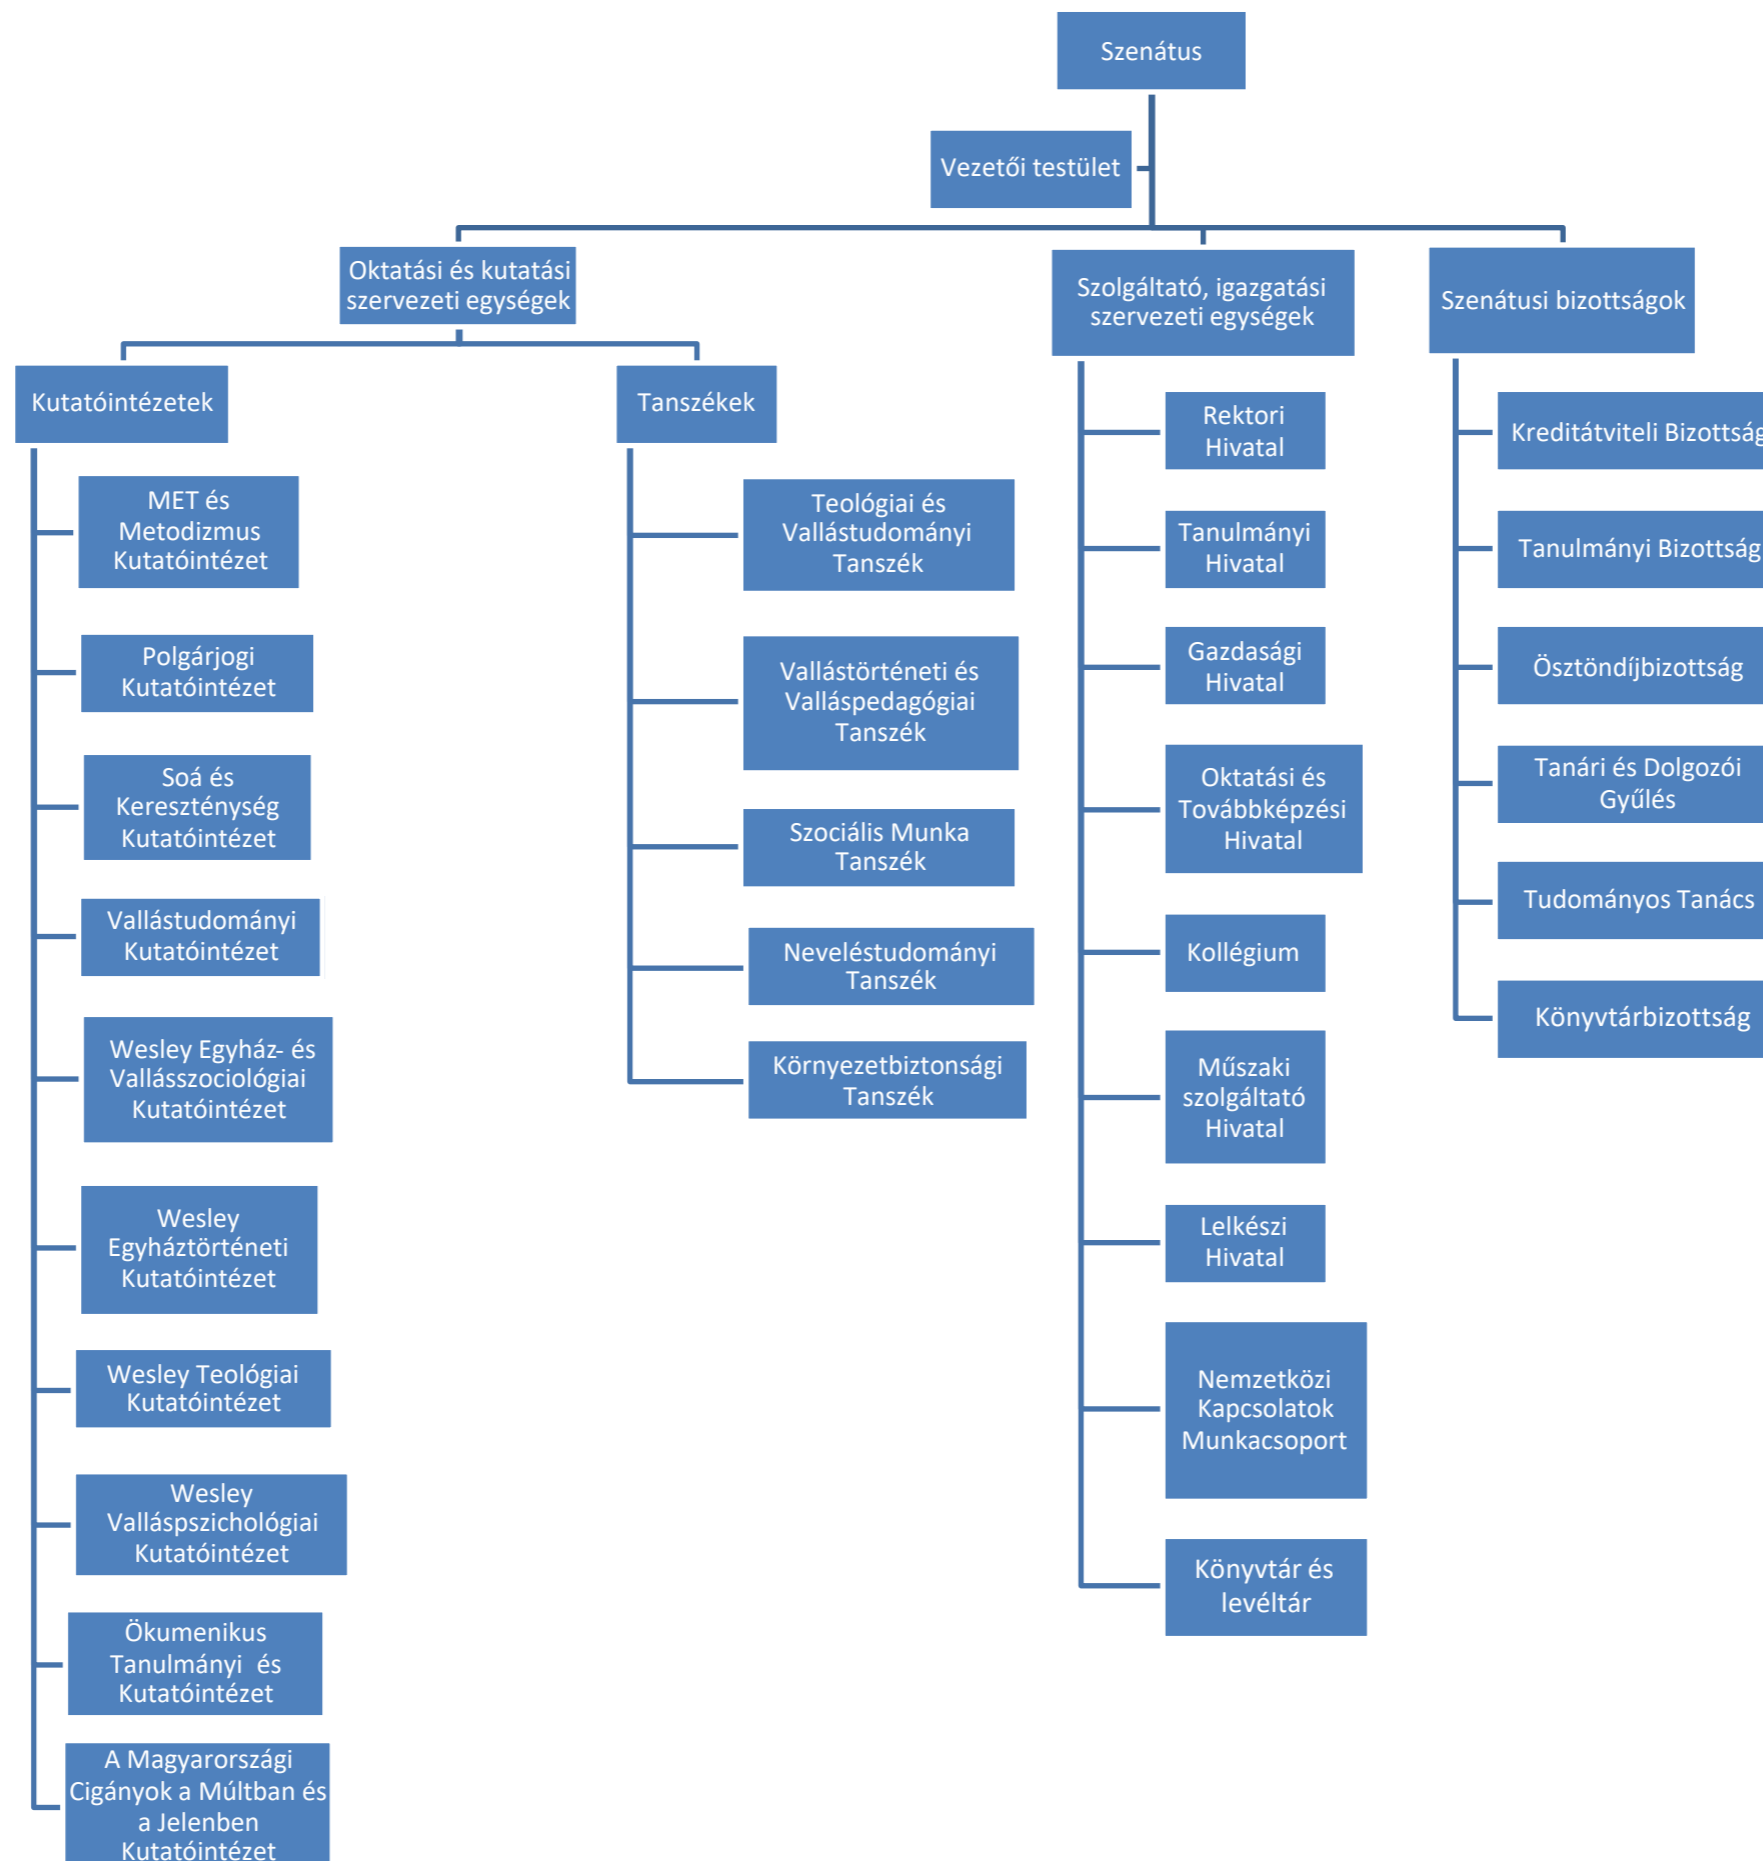 Szenátus
Vezetői testület
Oktatási és kutatási
szervezeti egységek
Szolgáltató, igazgatási
szervezeti egységek
Szenátusi bizottságok
Kutatóintézetek
MET és
Metodizmus
Kutatóintézet
Polgárjogi
Kutatóintézet
Soá és
Kereszténység
Kutatóintézet
Vallástudományi
Kutatóintézet
Wesley Egyház- és
Vallásszociológiai
Kutatóintézet
Wesley
Egyháztörténeti
Kutatóintézet
Wesley Teológiai
Kutatóintézet
Wesley
Valláspszichológiai
Kutatóintézet
Ökumenikus
Tanulmányi és
Kutatóintézet
A Magyarországi
Cigányok a Múltban és
a Jelenben
Kutatóintézet
Tanszékek
Teológiai és
Vallástudományi
Tanszék
Vallástörténeti és
Valláspedagógiai
Tanszék
Szociális Munka
Tanszék
Neveléstudományi
Tanszék
Környezetbiztonsági
Tanszék
Rektori
Hivatal
Tanulmányi
Hivatal
Gazdasági
Hivatal
Oktatási és
Továbbképzési
Hivatal
Kollégium
Műszaki
szolgáltató
Hivatal
Lelkészi
Hivatal
Nemzetközi
Kapcsolatok
Munkacsoport
Könyvtár és
levéltár
Kreditátviteli Bizottság
Tanulmányi Bizottság
Ösztöndíjbizottság
Tanári és Dolgozói
Gyűlés
Tudományos Tanács
Könyvtárbizottság